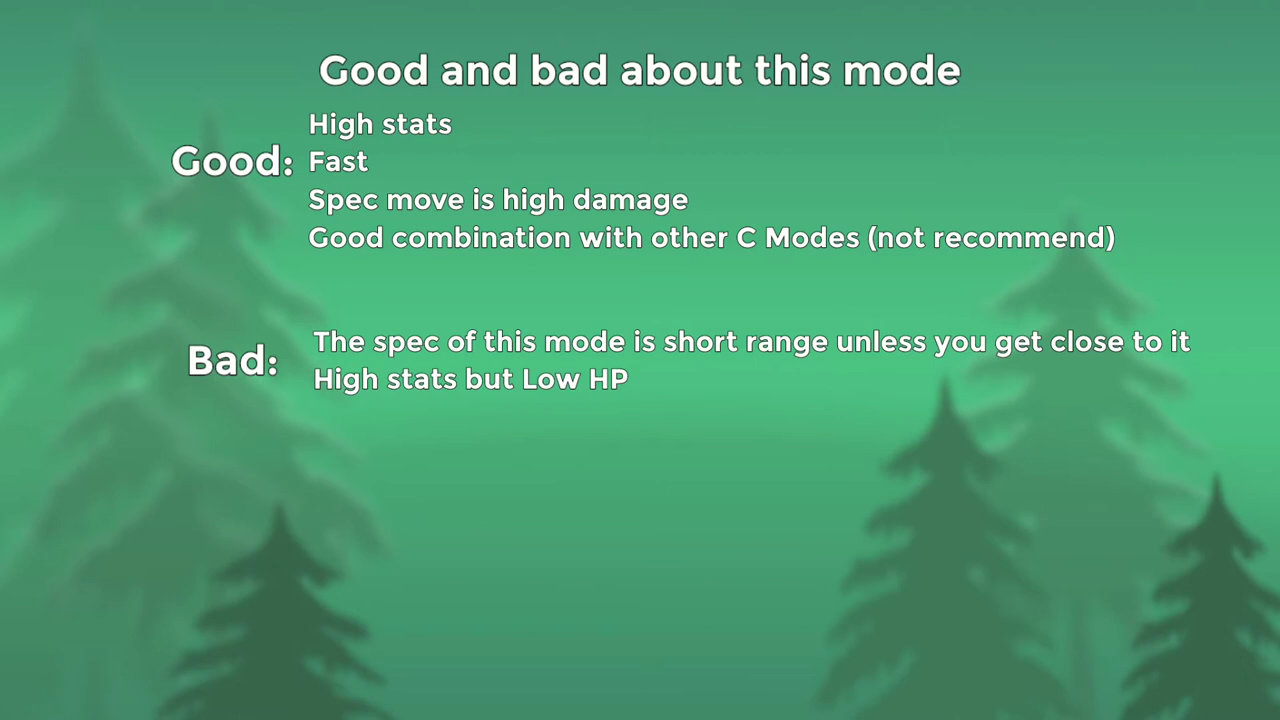 Good and bad about this mode
Good:
High stats
Fast
Spec move is high damage
Good combination with other C Modes (not recommend)
Bad:
The spec of this mode is short range unless you get close to it
High stats but Low HP